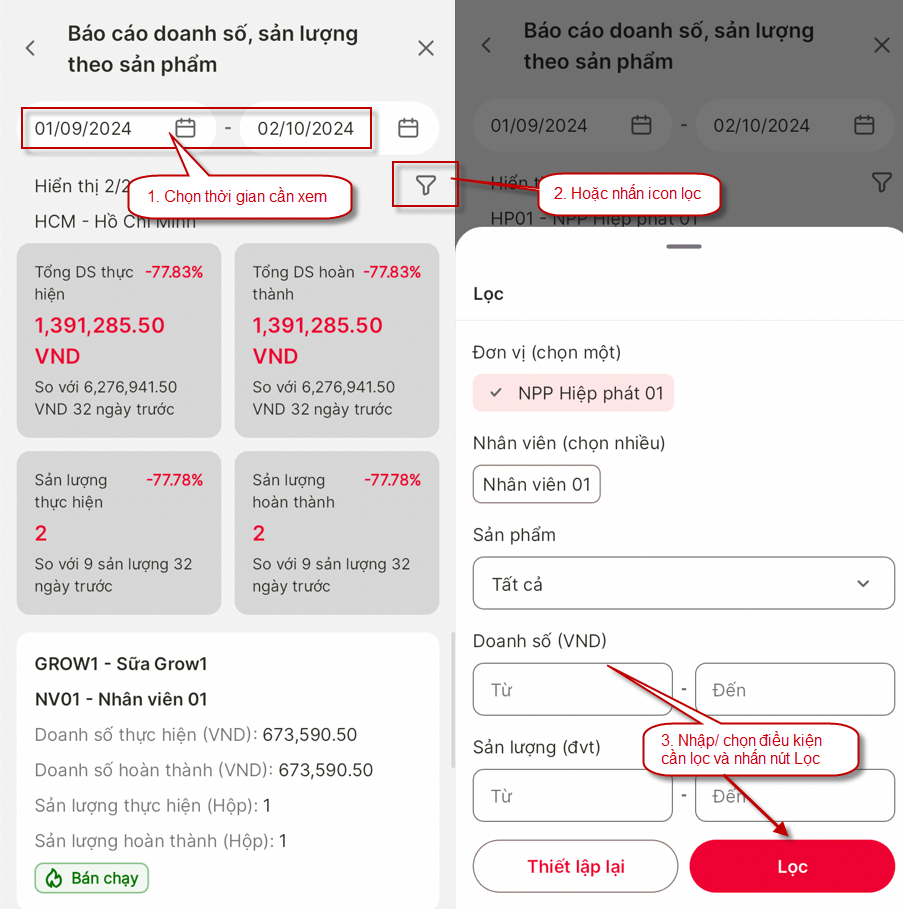 Báo cáo doanh số, sản lượng
theo sản phẩm
01/09/2024 - 02/10/2024
1. Chọn thời gian cần xem
Hiển thị 2/2
HCM - Hồ Chí Minh
Tổng DS thực -77.83%
hiện
1,391,285.50
VND
So với 6,276,941.50
VND 32 ngày trước
Tổng DS hoàn -77.83%
thành
1,391,285.50
VND
So với 6,276,941.50
VND 32 ngày trước
Sản lượng -77.78%
thực hiện
2
So với 9 sản lượng 32
ngày trước
Sản lượng -77.78%
hoàn thành
2
So với 9 sản lượng 32
ngày trước
GROW1 - Sữa Grow1
NV01 - Nhân viên 01
Doanh số thực hiện (VND): 673,590.50
Doanh số hoàn thành (VND): 673,590.50
Sản lượng thực hiện (Hộp): 1
Sản lượng hoàn thành (Hộp): 1
Bán chạy
Báo cáo doanh số, sản lượng
theo sản phẩm
01/09/2024 - 02/10/2024
2. Hoặc nhấn icon lọc
Hiển
HP01 - NPP Hiệp phát 01
Lọc
Đơn vị (chọn một)
NPP Hiệp phát 01
Nhân viên (chọn nhiều)
Nhân viên 01
Sản phẩm
Tất cả
Doanh số (VND)
Từ - Đến
3. Nhập/ chọn điều kiện
cần lọc và nhấn nút Lọc
Sản lượng (đvt)
Từ - Đến
Thiết lập lại
Lọc